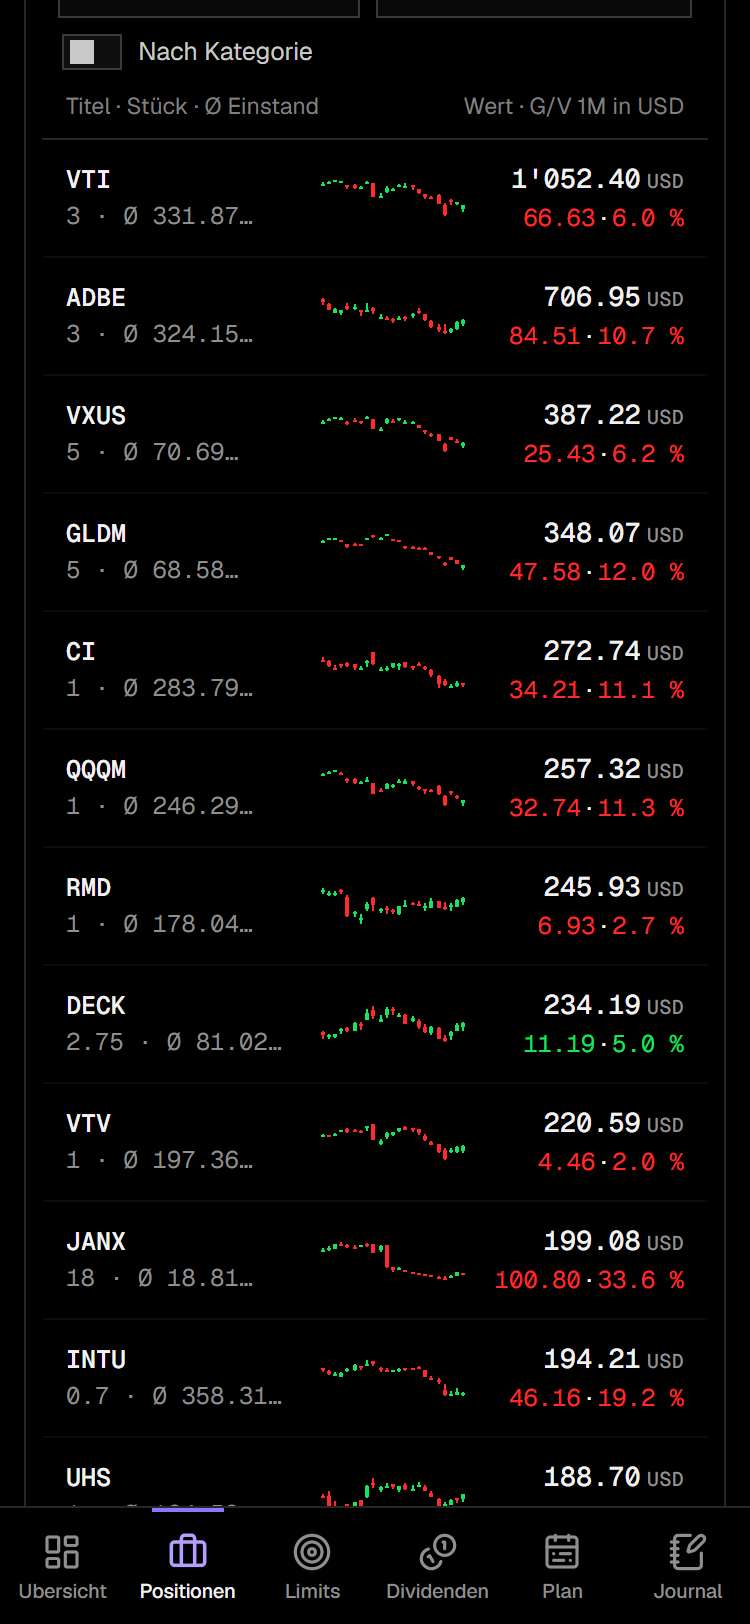 Nach Kategorie
Titel · Stück · Ø Einstand Wert · G/V 1M in USD
VTI 1'052.40 USD
3 · Ø 331.87… 66.63·6.0 %
ADBE 706.95 USD
3 · Ø 324.15… 84.51·10.7 %
VXUS 387.22 USD
5 · Ø 70.69… 25.43·6.2 %
GLDM 348.07 USD
5 · Ø 68.58… 47.58·12.0 %
CI 272.74 USD
1 · Ø 283.79… 34.21·11.1 %
QQQM 257.32 USD
1 · Ø 246.29… 32.74·11.3 %
RMD 245.93 USD
1 · Ø 178.04… 6.93·2.7 %
DECK 234.19 USD
2.75 · Ø 81.02… 11.19·5.0 %
VTV 220.59 USD
1 · Ø 197.36… 4.46·2.0 %
JANX 199.08 USD
18 · Ø 18.81… 100.80·33.6 %
INTU 194.21 USD
0.7 · Ø 358.31… 46.16·19.2 %
UHS 188.70 USD
Übersicht Positionen Limits Dividenden Plan Journal